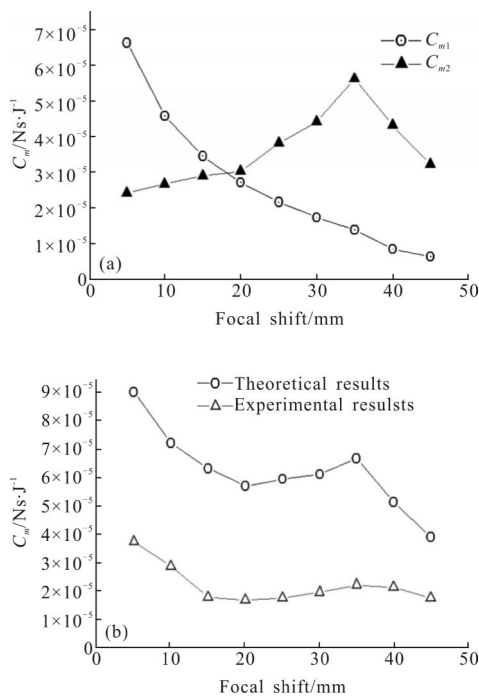 7×10⁻⁵
6×10⁻⁵
5×10⁻⁵
4×10⁻⁵
3×10⁻⁵
2×10⁻⁵
1×10⁻⁵
0
Cₘ/Ns·J⁻¹
Cₘ₁
Cₘ₂
(a)
0 10 20 30 40 50
Focal shift/mm
9×10⁻⁵
8×10⁻⁵
7×10⁻⁵
6×10⁻⁵
5×10⁻⁵
4×10⁻⁵
3×10⁻⁵
2×10⁻⁵
1×10⁻⁵
0
Cₘ/Ns·J⁻¹
Theoretical results
Experimental resulsts
(b)
0 10 20 30 40 50
Focal shift/mm